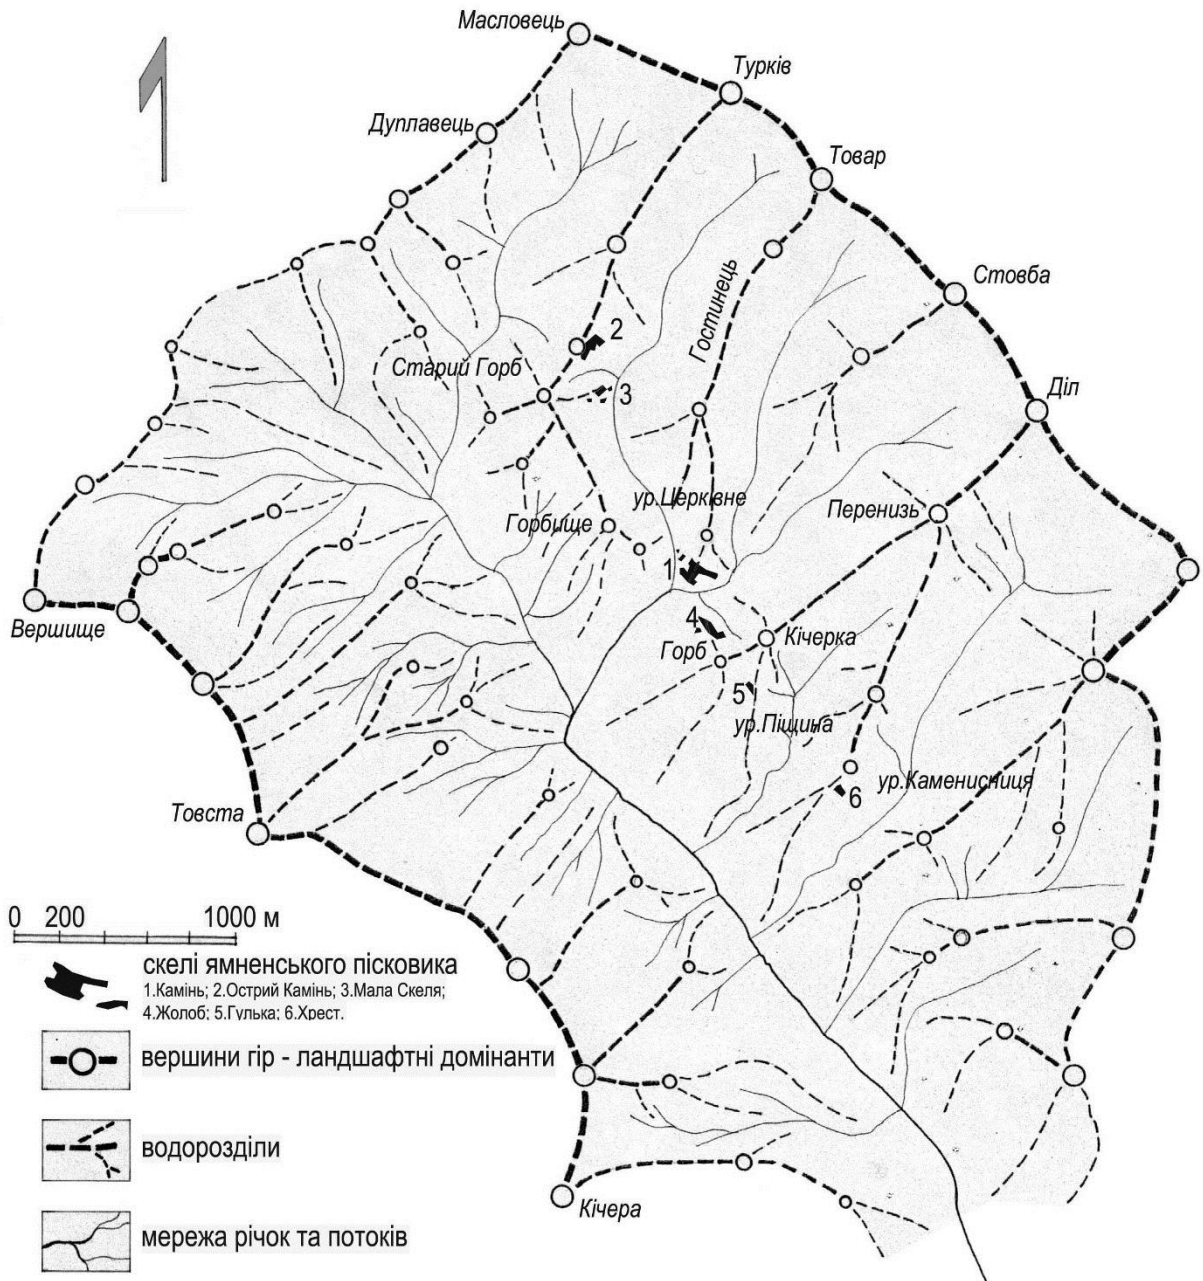 Масловець
Турків
Дуплавець
Товар
Стовба
Гостинець
2
Старий Горб
3
Діл
ур.Церківне
Перенизь
Горбище
1
4
Вершище
Горб
Кічерка
5
ур.Піщина
ур.Каменисниця
6
Товста
0 200 1000 м
скелі ямненського пісковика
1.Камінь; 2.Острий Камінь; 3.Мала Скеля;
4.Жолоб; 5.Гулька; 6.Хрест.
вершини гір - ландшафтні домінанти
водорозділи
Кічера
мережа річок та потоків